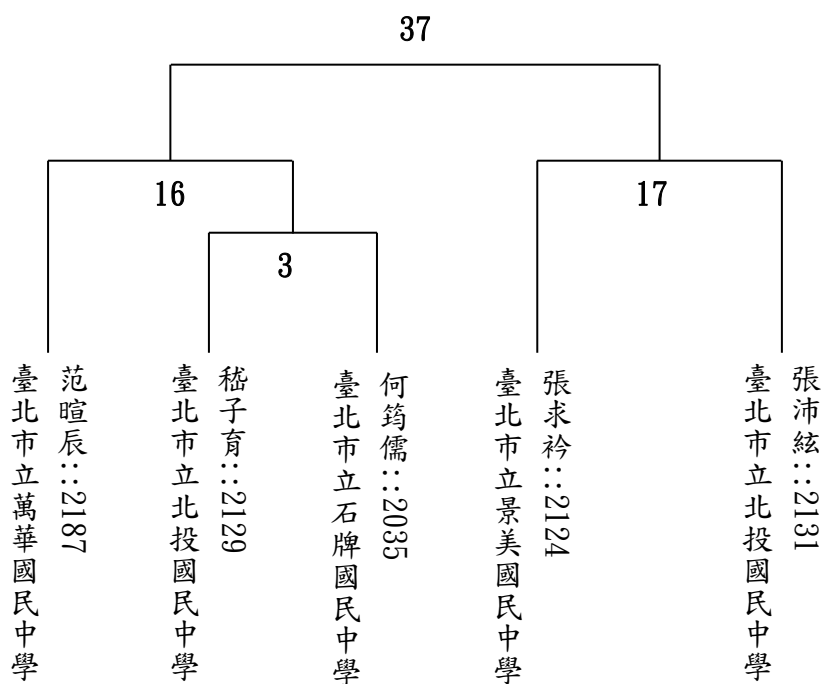 37
16
17
3
范暄辰::2187
臺北市立萬華國民中學
嵇子育::2129
臺北市立北投國民中學
何筠儒::2035
臺北市立石牌國民中學
張求衿::2124
臺北市立景美國民中學
張沛絃::2131
臺北市立北投國民中學